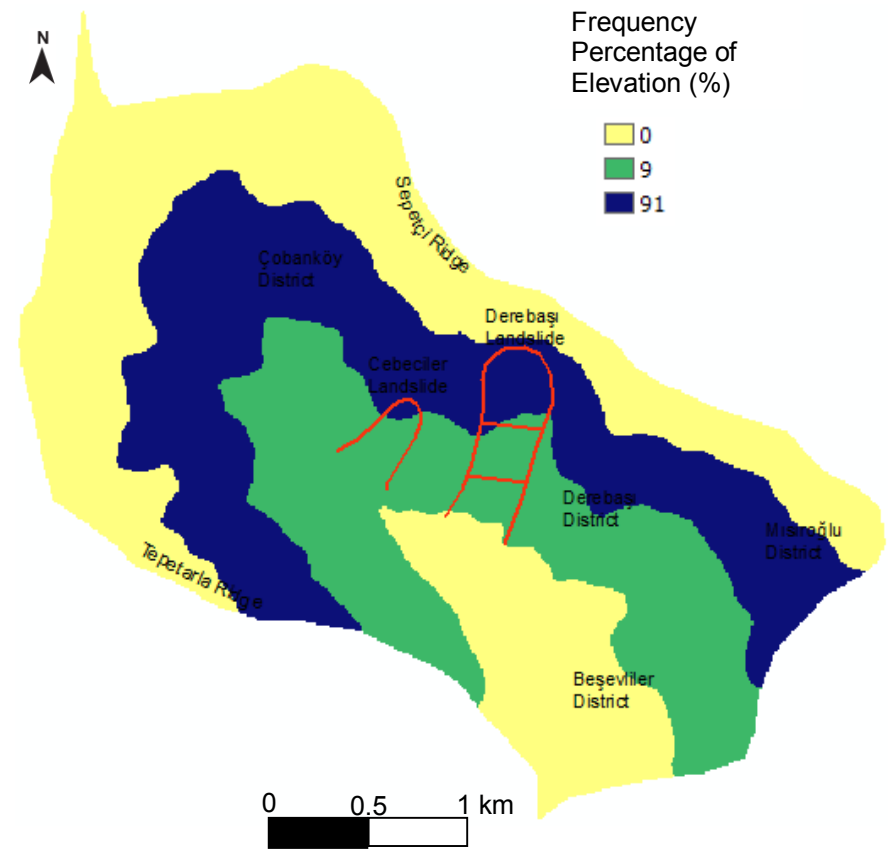 N
Frequency
Percentage of
Elevation (%)
0
9
91
Sepetçi Ridge
Çobanköy
District
Derebaşı
Landslide
Cebeciler
Landslide
Derebaşı
District
Mısıroğlu
District
Tepetarla Ridge
Beşevliler
District
0 0.5 1 km